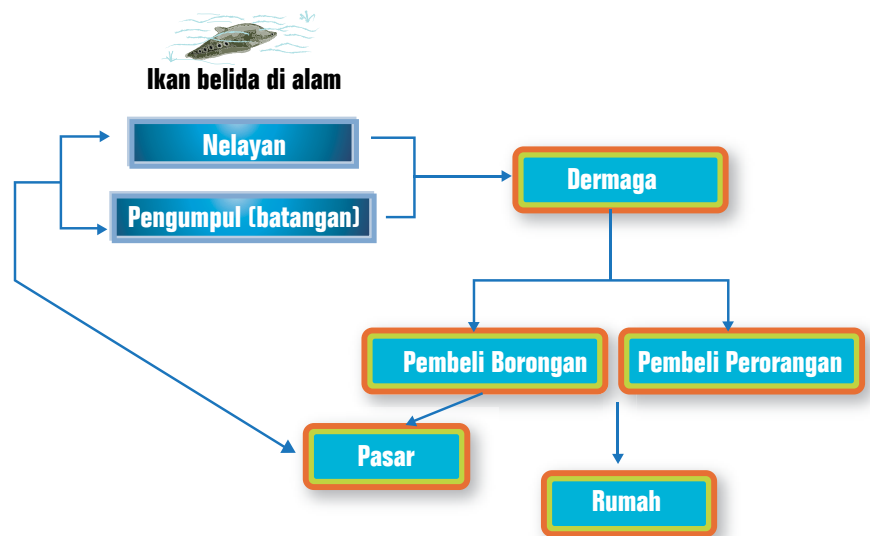 Ikan belida di alam
Nelayan
Pengumpul (batangan)
Dermaga
Pembeli Borongan
Pembeli Perorangan
Pasar
Rumah